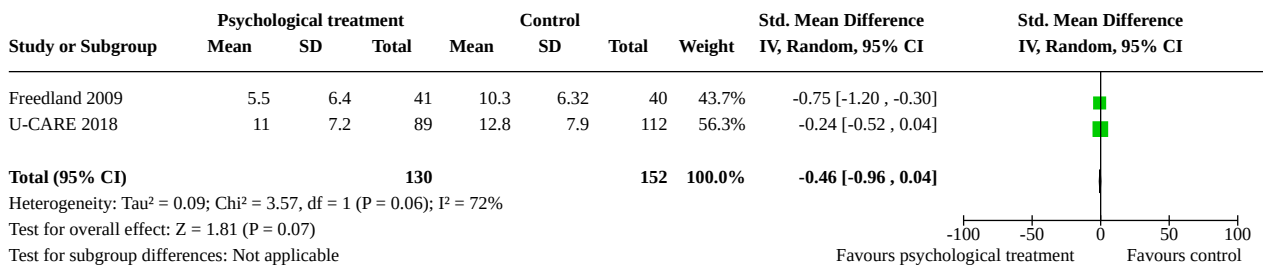 Psychological treatment Control Std. Mean Difference Std. Mean Difference
Study or Subgroup Mean SD Total Mean SD Total Weight IV, Random, 95% CI IV, Random, 95% CI
Freedland 2009 5.5 6.4 41 10.3 6.32 40 43.7% -0.75 [-1.20 , -0.30]
U-CARE 2018 11 7.2 89 12.8 7.9 112 56.3% -0.24 [-0.52 , 0.04]
Total (95% CI) 130 152 100.0% -0.46 [-0.96 , 0.04]
Heterogeneity: Tau² = 0.09; Chi² = 3.57, df = 1 (P = 0.06); I² = 72%
Test for overall effect: Z = 1.81 (P = 0.07) -100 -50 0 50 100
Test for subgroup differences: Not applicable Favours psychological treatment Favours control